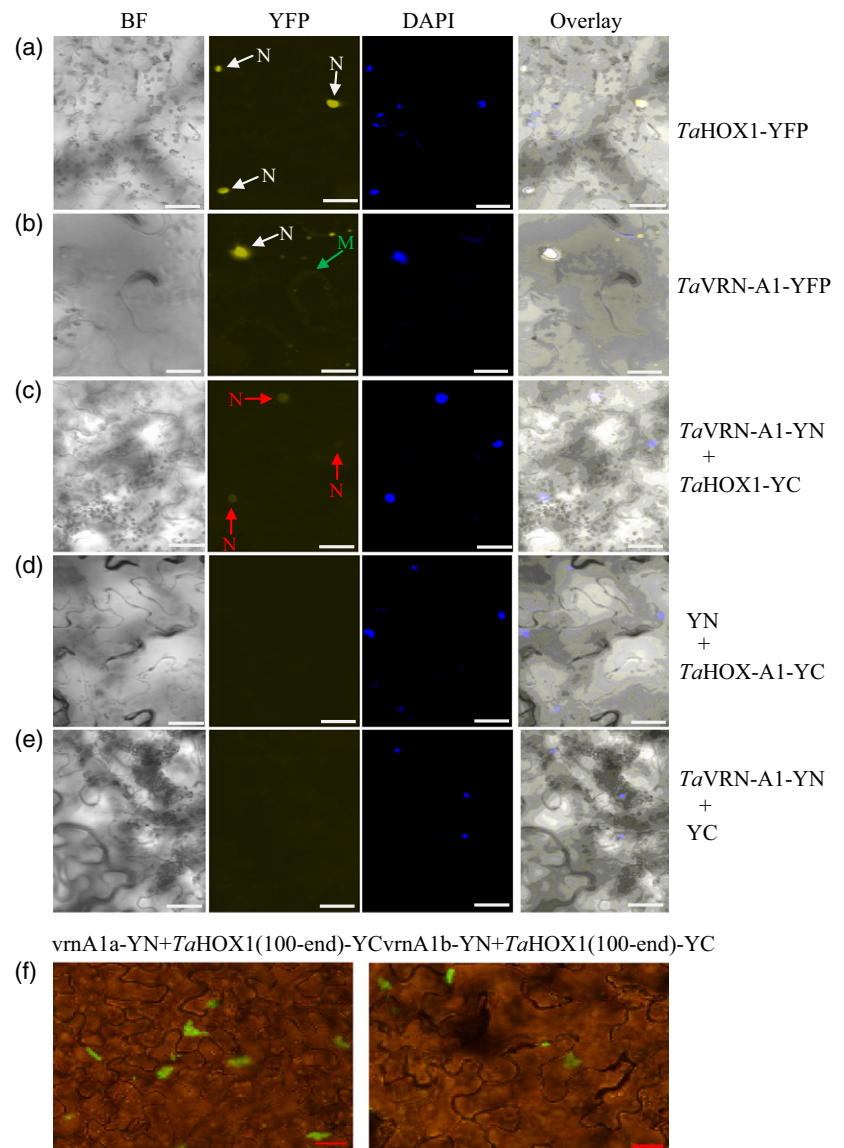 BF YFP DAPI Overlay
(a)
N N
N
TaHOX1-YFP
(b)
N
M
TaVRN-A1-YFP
(c)
N
N
N
TaVRN-A1-YN
+
TaHOX1-YC
(d)
YN
+
TaHOX-A1-YC
(e)
TaVRN-A1-YN
+
YC
vrnA1a-YN+TaHOX1(100-end)-YCvrnA1b-YN+TaHOX1(100-end)-YC
(f)